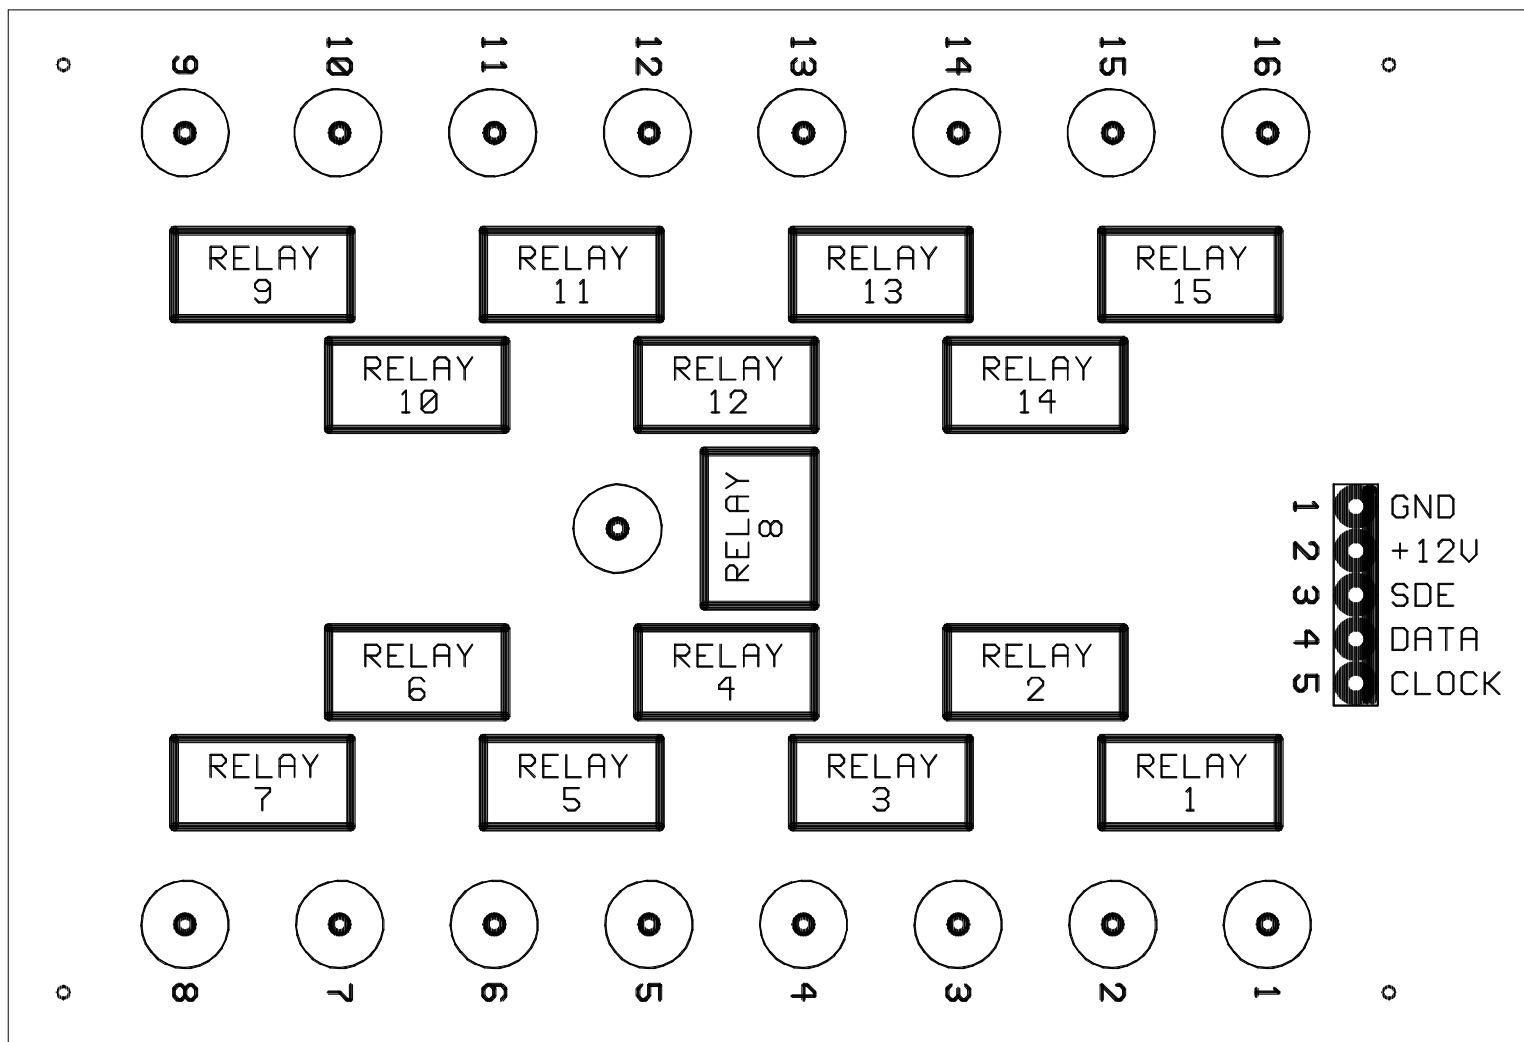 9 10 11 12 13 14 15 16
RELAY 9
RELAY 11
RELAY 13
RELAY 15
RELAY 10
RELAY 12
RELAY 14
RELAY 8
1 GND
2 +12V
3 SDE
4 DATA
5 CLOCK
RELAY 6
RELAY 4
RELAY 2
RELAY 7
RELAY 5
RELAY 3
RELAY 1
8 7 6 5 4 3 2 1